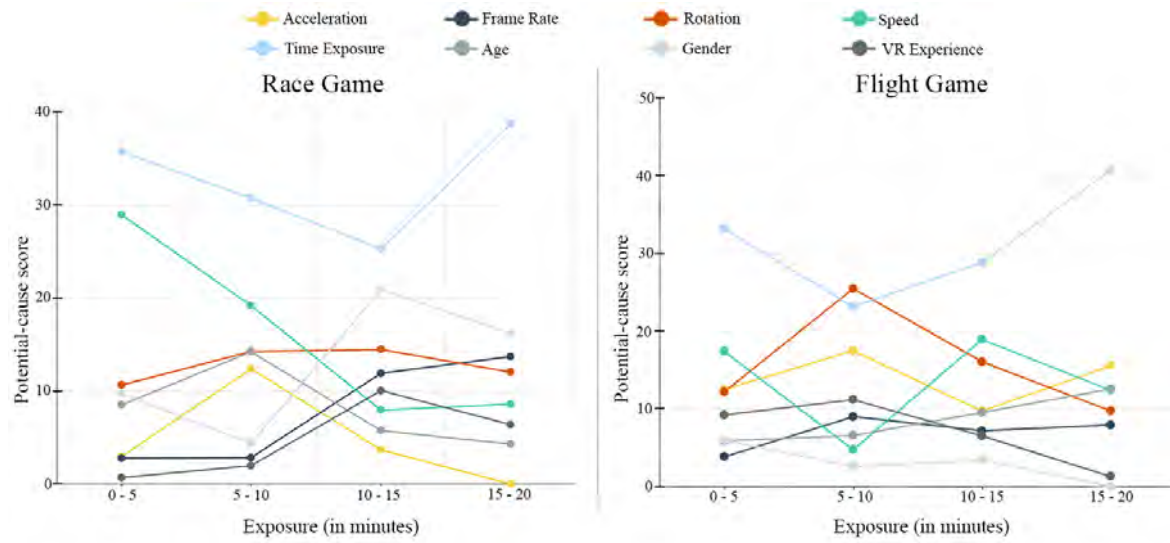 Acceleration Frame Rate Rotation Speed
Time Exposure Age Gender VR Experience
Race Game
40
30
20
10
0
Potential-cause score
0 - 5 5 - 10 10 - 15 15 - 20
Exposure (in minutes)
Flight Game
50
40
30
20
10
0
Potential-cause score
0 - 5 5 - 10 10 - 15 15 - 20
Exposure (in minutes)